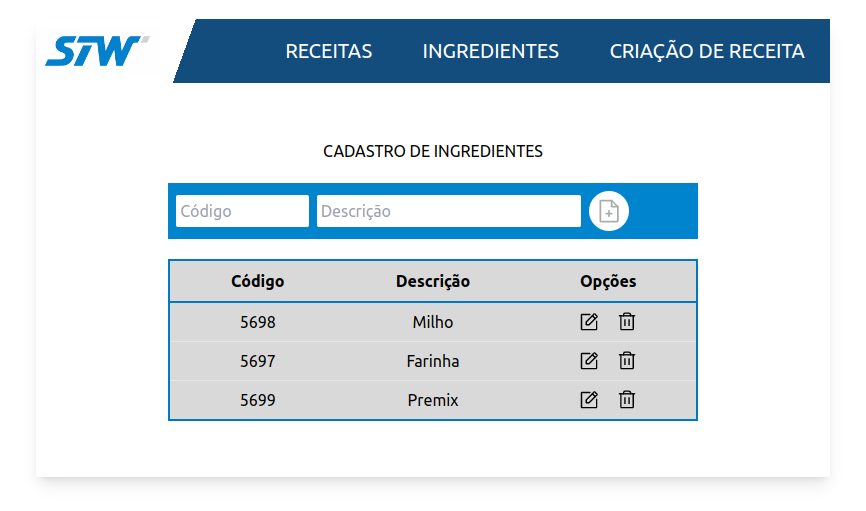 STW RECEITAS INGREDIENTES CRIAÇÃO DE RECEITA
CADASTRO DE INGREDIENTES
Código Descrição
Código Descrição Opções
5698 Milho
5697 Farinha
5699 Premix